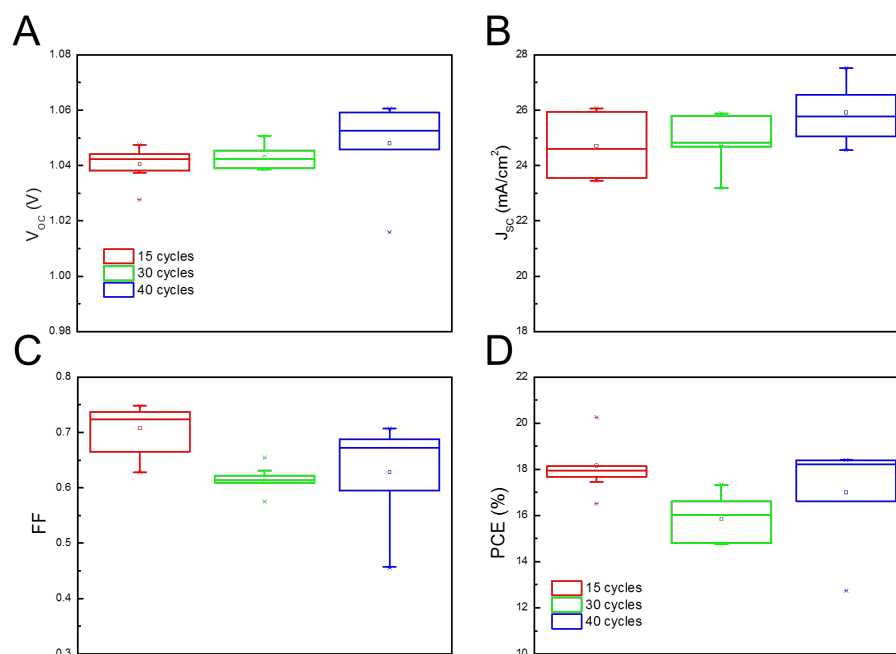 A
1.08
1.06
1.04
1.02
1.00
0.98
V_OC (V)
15 cycles
30 cycles
40 cycles
B
28
26
24
22
20
18
J_SC (mA/cm²)
C
0.8
0.7
0.6
0.5
0.4
0.3
FF
D
22
20
18
16
14
12
10
PCE (%)
15 cycles
30 cycles
40 cycles